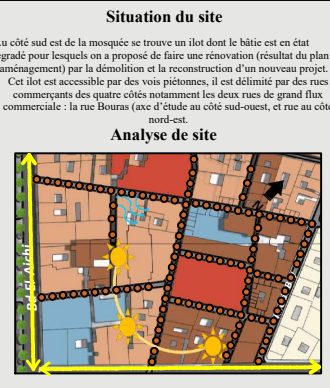 Situation du site
Au côté sud est de la mosquée se trouve un ilot dont le bâtie est en état
égradé pour lesquels on a proposé de faire une rénovation (résultat du plan
aménagement) par la démolition et la reconstruction d'un nouveau projet.
Cet ilot est accessible par des vois piétonnes, il est délimité par des rues
commerçants des quatre côtés notamment les deux rues de grand flux
commerciale : la rue Bouras (axe d'étude au côté sud-ouest, et rue au côté
nord-est.
Analyse de site
Bd El Aichi